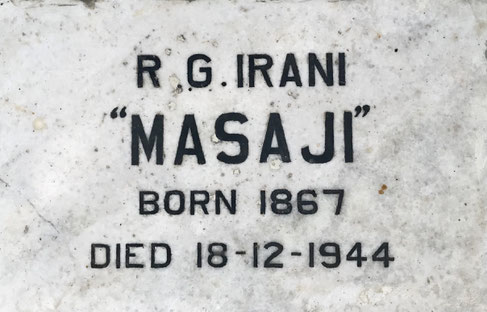 R. G. IRANI
“MASAJI”
BORN 1867
DIED 18-12-1944